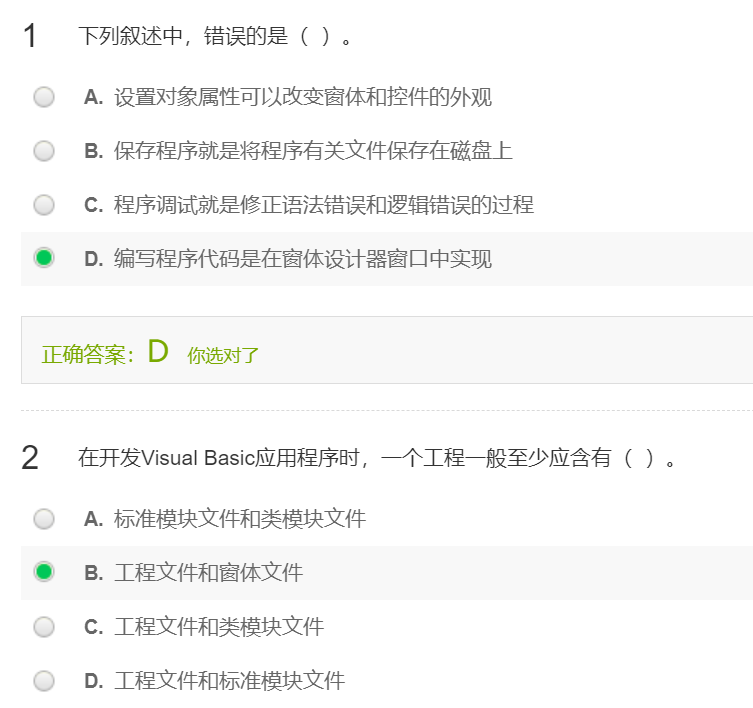 1 下列叙述中，错误的是（ ）。
A. 设置对象属性可以改变窗体和控件的外观
B. 保存程序就是将程序有关文件保存在磁盘上
C. 程序调试就是修正语法错误和逻辑错误的过程
D. 编写程序代码是在窗体设计器窗口中实现
正确答案：D 你选对了
2 在开发Visual Basic应用程序时，一个工程一般至少应含有（ ）。
A. 标准模块文件和类模块文件
B. 工程文件和窗体文件
C. 工程文件和类模块文件
D. 工程文件和标准模块文件